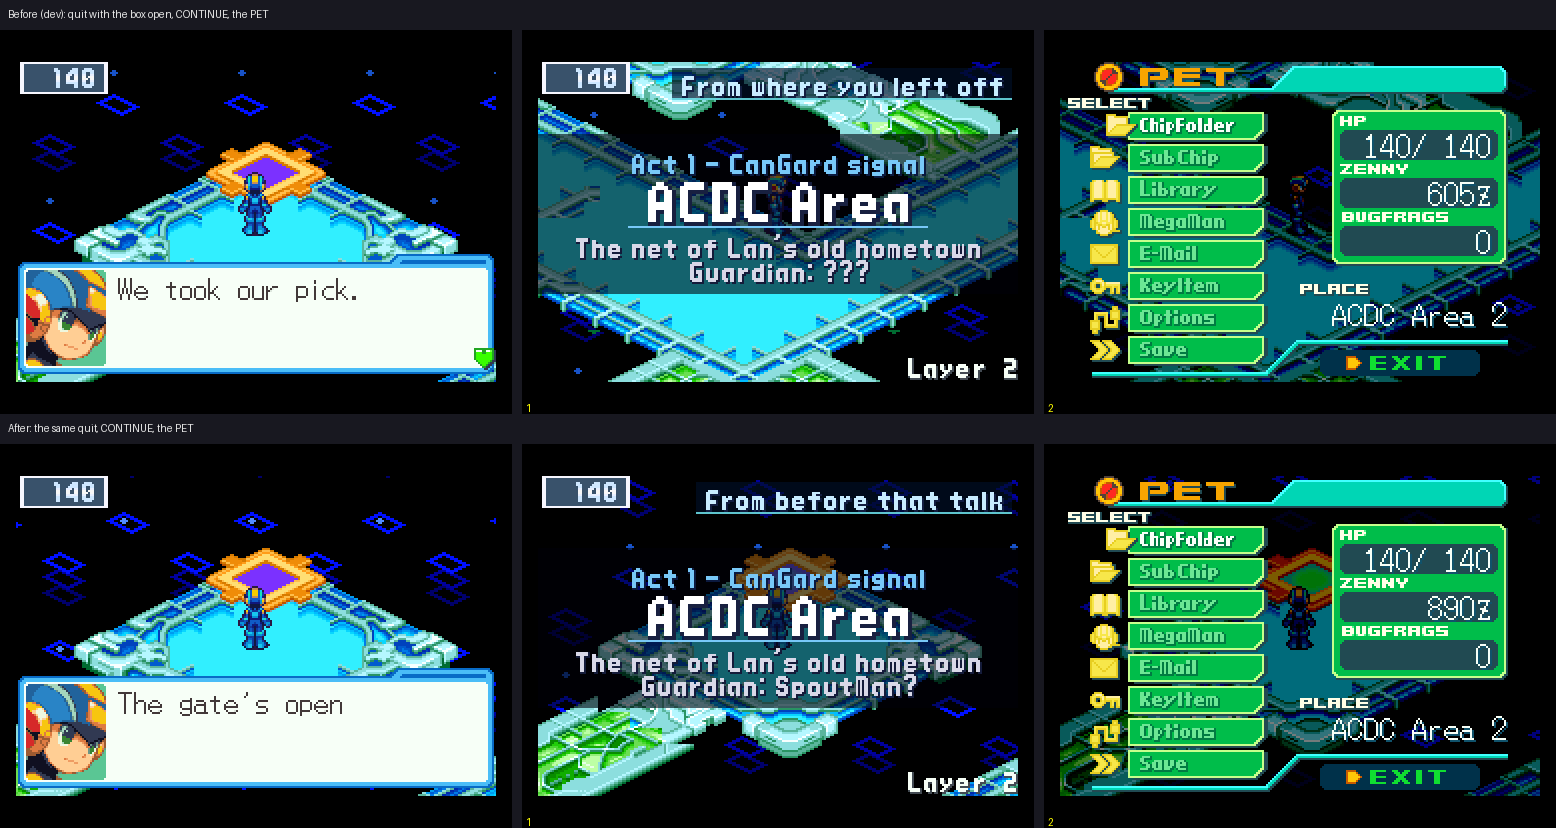 Before (dev): quit with the box open, CONTINUE, the PET
140
We took our pick.
140
From where you left off
Act 1 - CanGard signal
ACDC Area
The net of Lan's old hometown
Guardian: ???
Layer 2
1
PET
SELECT
ChipFolder
SubChip
Library
MegaMan
E-Mail
KeyItem
Options
Save
HP
140/ 140
ZENNY
605z
BUGFRAGS
0
PLACE
ACDC Area 2
EXIT
2
After: the same quit, CONTINUE, the PET
140
The gate's open
140
From before that talk
Act 1 - CanGard signal
ACDC Area
The net of Lan's old hometown
Guardian: SpoutMan?
Layer 2
1
PET
SELECT
ChipFolder
SubChip
Library
MegaMan
E-Mail
KeyItem
Options
Save
HP
140/ 140
ZENNY
890z
BUGFRAGS
0
PLACE
ACDC Area 2
EXIT
2